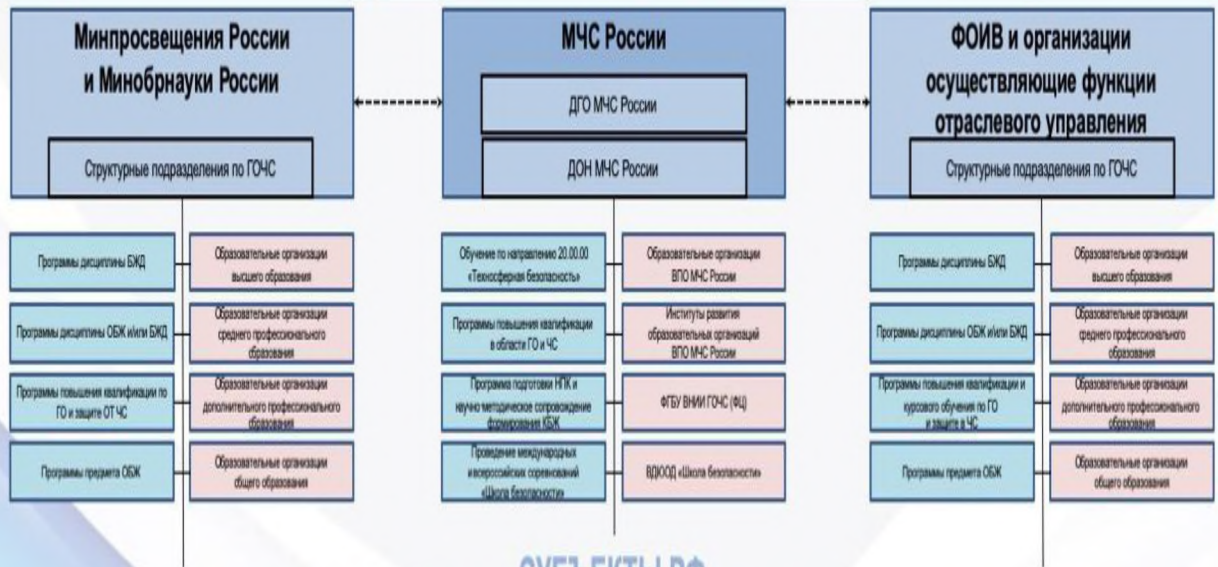 Минпросвещения России
и Минобрнауки России
Структурные подразделения по ГОЧС
Программы дисциплины БЖД
Образовательные организации
высшего образования
Программы дисциплины ОБЖ и/или БЖД
Образовательные организации
среднего профессионального
образования
Программы повышения квалификации по
ГО и защите ОТ ЧС
Образовательные организации
дополнительного профессионального
образования
Программы предмета ОБЖ
Образовательные организации
общего образования
МЧС России
ДГО МЧС России
ДОН МЧС России
Обучение по направлению 20.00.00
«Техносферная безопасность»
Образовательные организации
ВПО МЧС России
Программы повышения квалификации
в области ГО и ЧС
Институты развития
образовательных организаций
ВПО МЧС России
Программа подготовки НПК и
научно методическое сопровождение
формирования КБЖ
ФГБУ ВНИИ ГОЧС (ФЦ)
Проведение международных
и всероссийских соревнований
«Школа безопасности»
ВДЮОД «Школа безопасности»
ФОИВ и организации
осуществляющие функции
отраслевого управления
Структурные подразделения по ГОЧС
Программы дисциплины БЖД
Образовательные организации
высшего образования
Программы дисциплины ОБЖ и/или БЖД
Образовательные организации
среднего профессионального
образования
Программы повышения квалификации и
курсового обучения по ГО
и защите в ЧС
Образовательные организации
дополнительного профессионального
образования
Программы предмета ОБЖ
Образовательные организации
общего образования
СУБЪЕКТЫ РФ